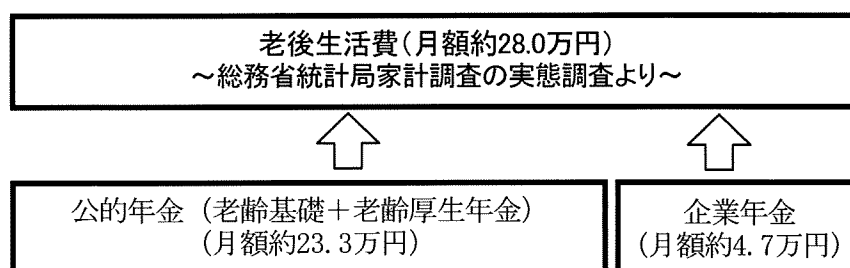 老後生活費(月額約28.0万円)
~総務省統計局家計調査の実態調査より~
公的年金(老齢基礎+老齢厚生年金)
(月額約23.3万円)
企業年金
(月額約4.7万円)